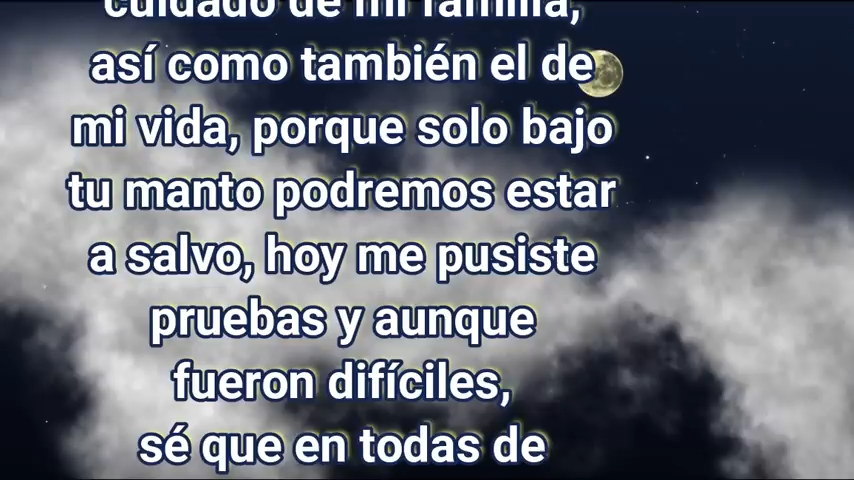 cuidado de mi familia,
así como también el de
mi vida, porque solo bajo
tu manto podremos estar
a salvo, hoy me pusiste
pruebas y aunque
fueron difíciles,
sé que en todas de